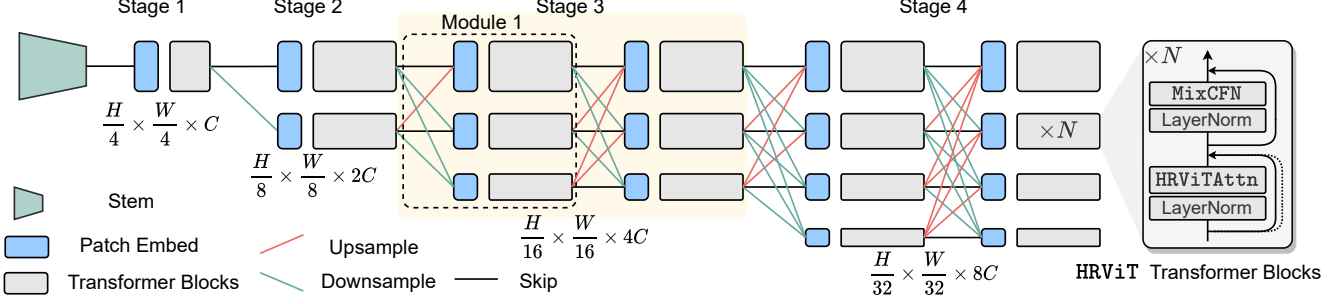 Stage 1
Stage 2
Stage 3
Stage 4
Module 1
H/4 × W/4 × C
H/8 × W/8 × 2C
H/16 × W/16 × 4C
H/32 × W/32 × 8C
×N
×N
MixCFN
LayerNorm
HRViTAttn
LayerNorm
HRViT Transformer Blocks
Stem
Patch Embed
Transformer Blocks
Upsample
Downsample
Skip